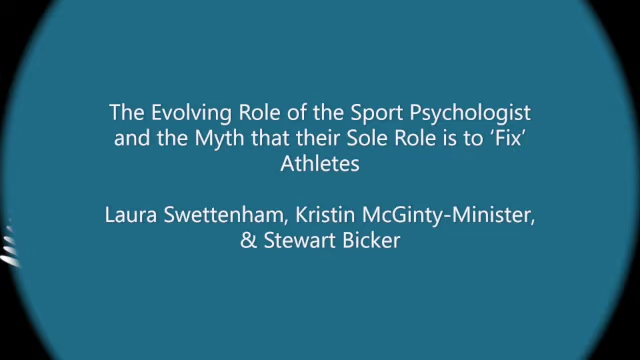 The Evolving Role of the Sport Psychologist
and the Myth that their Sole Role is to ‘Fix’
Athletes
Laura Swettenham, Kristin McGinty-Minister,
& Stewart Bicker